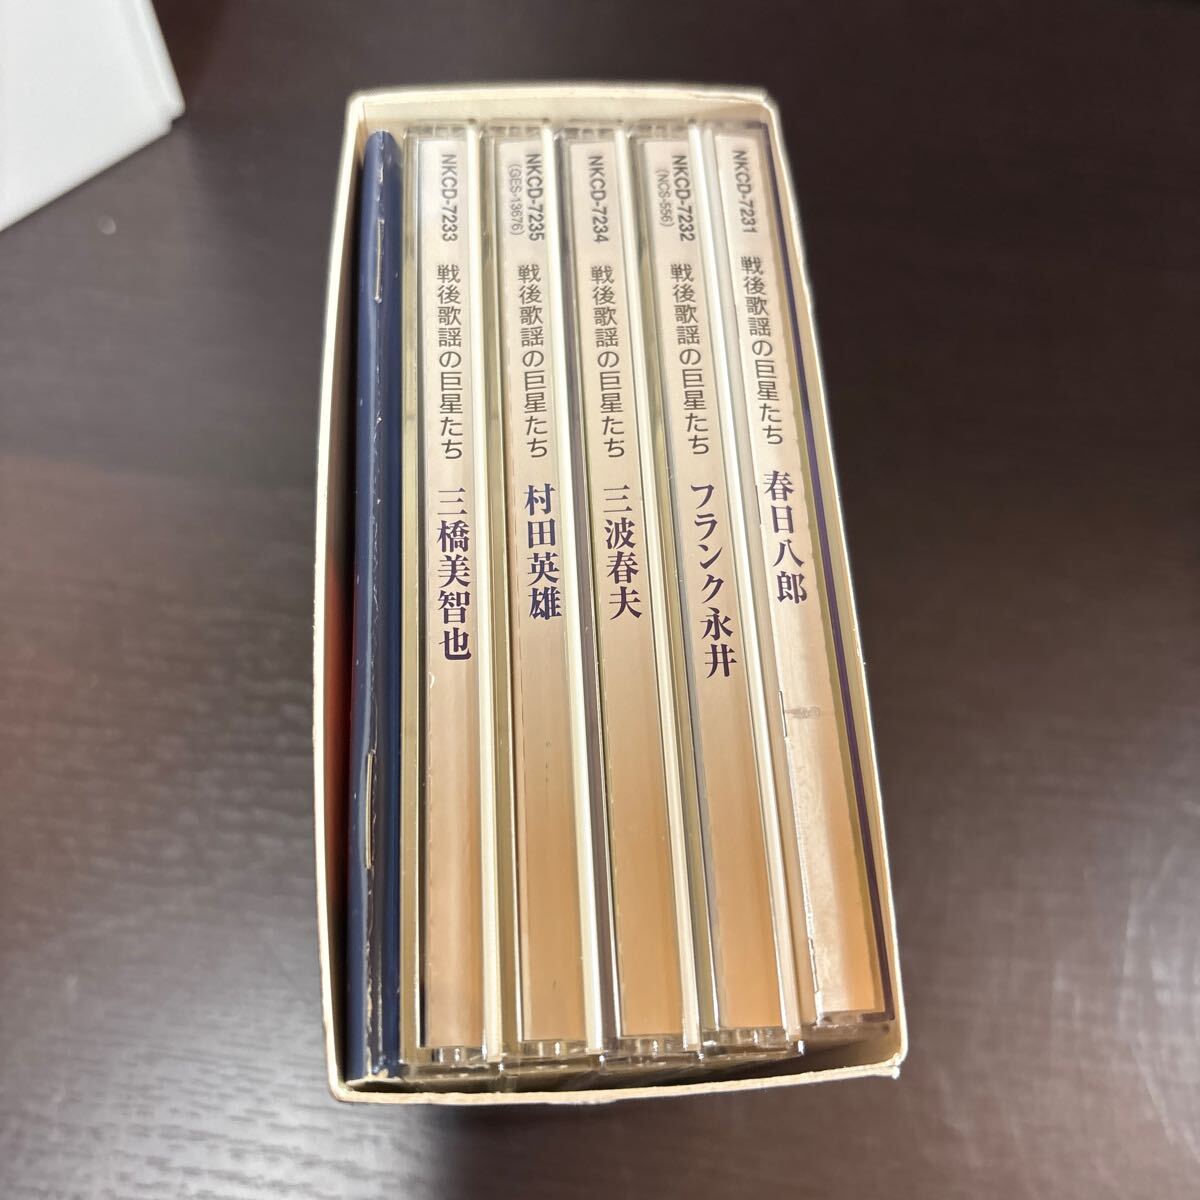 NKCD-7233 戦後歌謡の巨星たち 三橋美智也
NKCD-7235 (GES-13676) 戦後歌謡の巨星たち 村田英雄
NKCD-7234 戦後歌謡の巨星たち 三波春夫
NKCD-7232 (NCS-556) 戦後歌謡の巨星たち フランク永井
NKCD-7231 戦後歌謡の巨星たち 春日八郎